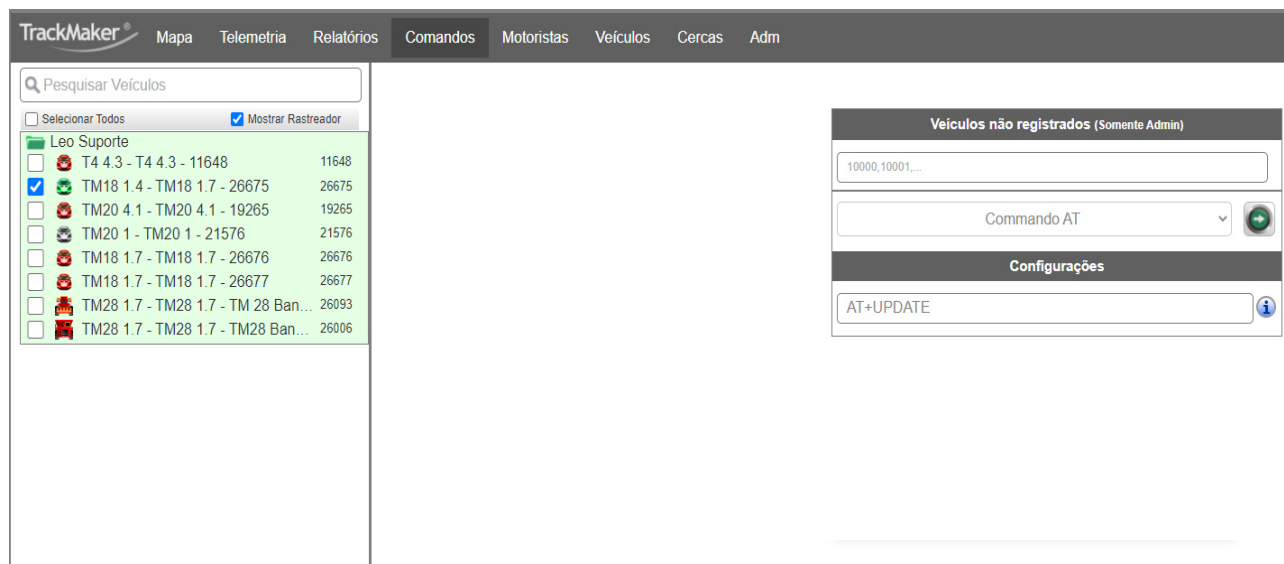 TrackMaker® Mapa Telemetria Relatórios Comandos Motoristas Veículos Cercas Adm
Pesquisar Veículos
Selecionar Todos Mostrar Rastreador
Leo Suporte
T4 4.3 - T4 4.3 - 11648 11648
TM18 1.4 - TM18 1.7 - 26675 26675
TM20 4.1 - TM20 4.1 - 19265 19265
TM20 1 - TM20 1 - 21576 21576
TM18 1.7 - TM18 1.7 - 26676 26676
TM18 1.7 - TM18 1.7 - 26677 26677
TM28 1.7 - TM28 1.7 - TM 28 Ban... 26093
TM28 1.7 - TM28 1.7 - TM28 Ban... 26006
Veículos não registrados (Somente Admin)
10000,10001,...
Commando AT
Configurações
AT+UPDATE